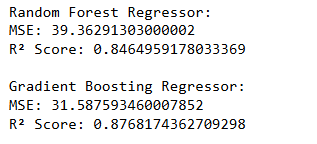 Random Forest Regressor:
MSE: 39.36291303000002
R² Score: 0.8464959178033369
Gradient Boosting Regressor:
MSE: 31.587593460007852
R² Score: 0.8768174362709298